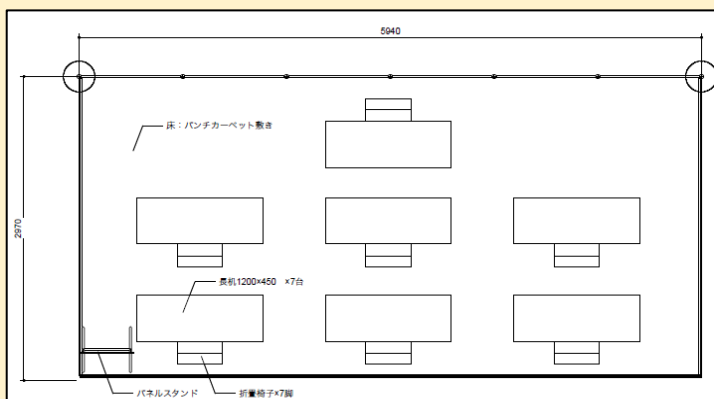 5940
床：パンチカーペット敷き
2970
長机1200×450 ×7台
パネルスタンド
折畳椅子×7脚